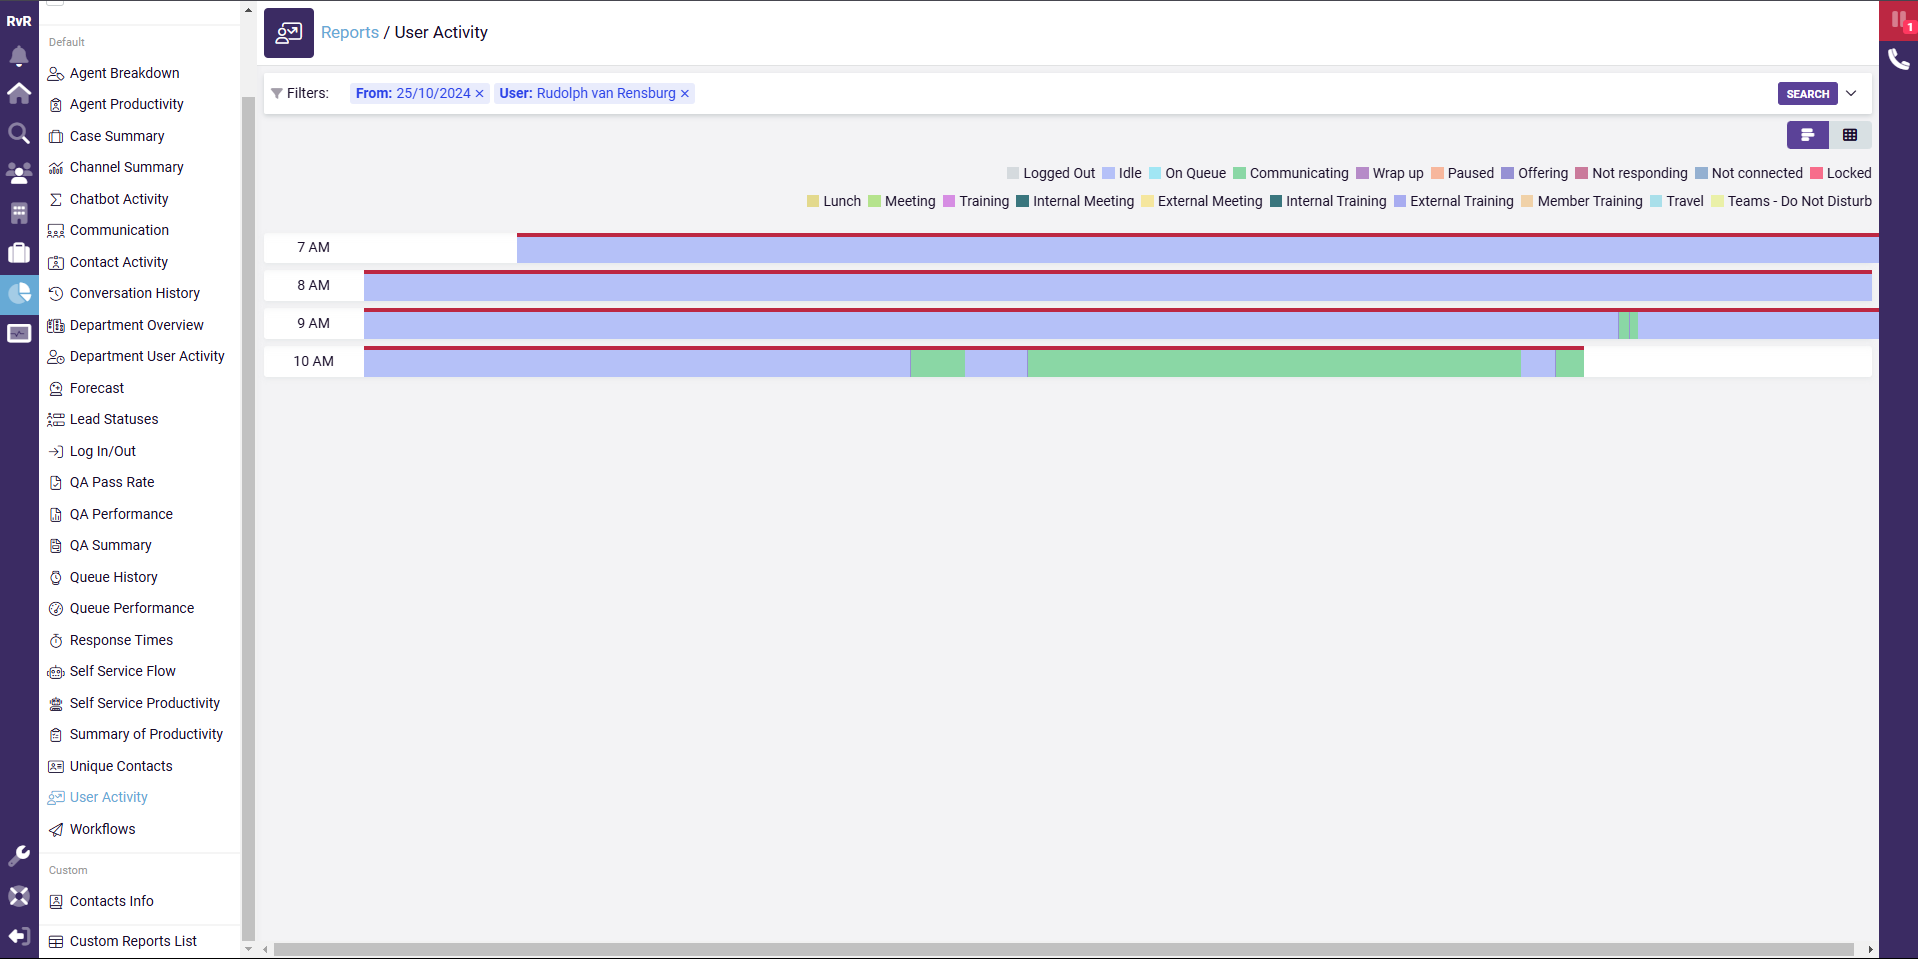 RvR
Default
Agent Breakdown
Agent Productivity
Case Summary
Channel Summary
Chatbot Activity
Communication
Contact Activity
Conversation History
Department Overview
Department User Activity
Forecast
Lead Statuses
Log In/Out
QA Pass Rate
QA Performance
QA Summary
Queue History
Queue Performance
Response Times
Self Service Flow
Self Service Productivity
Summary of Productivity
Unique Contacts
User Activity
Workflows
Custom
Contacts Info
Custom Reports List
Reports / User Activity
Filters: From: 25/10/2024 × User: Rudolph van Rensburg × SEARCH
Logged Out Idle On Queue Communicating Wrap up Paused Offering Not responding Not connected Locked
Lunch Meeting Training Internal Meeting External Meeting Internal Training External Training Member Training Travel Teams - Do Not Disturb
7 AM
8 AM
9 AM
10 AM
1